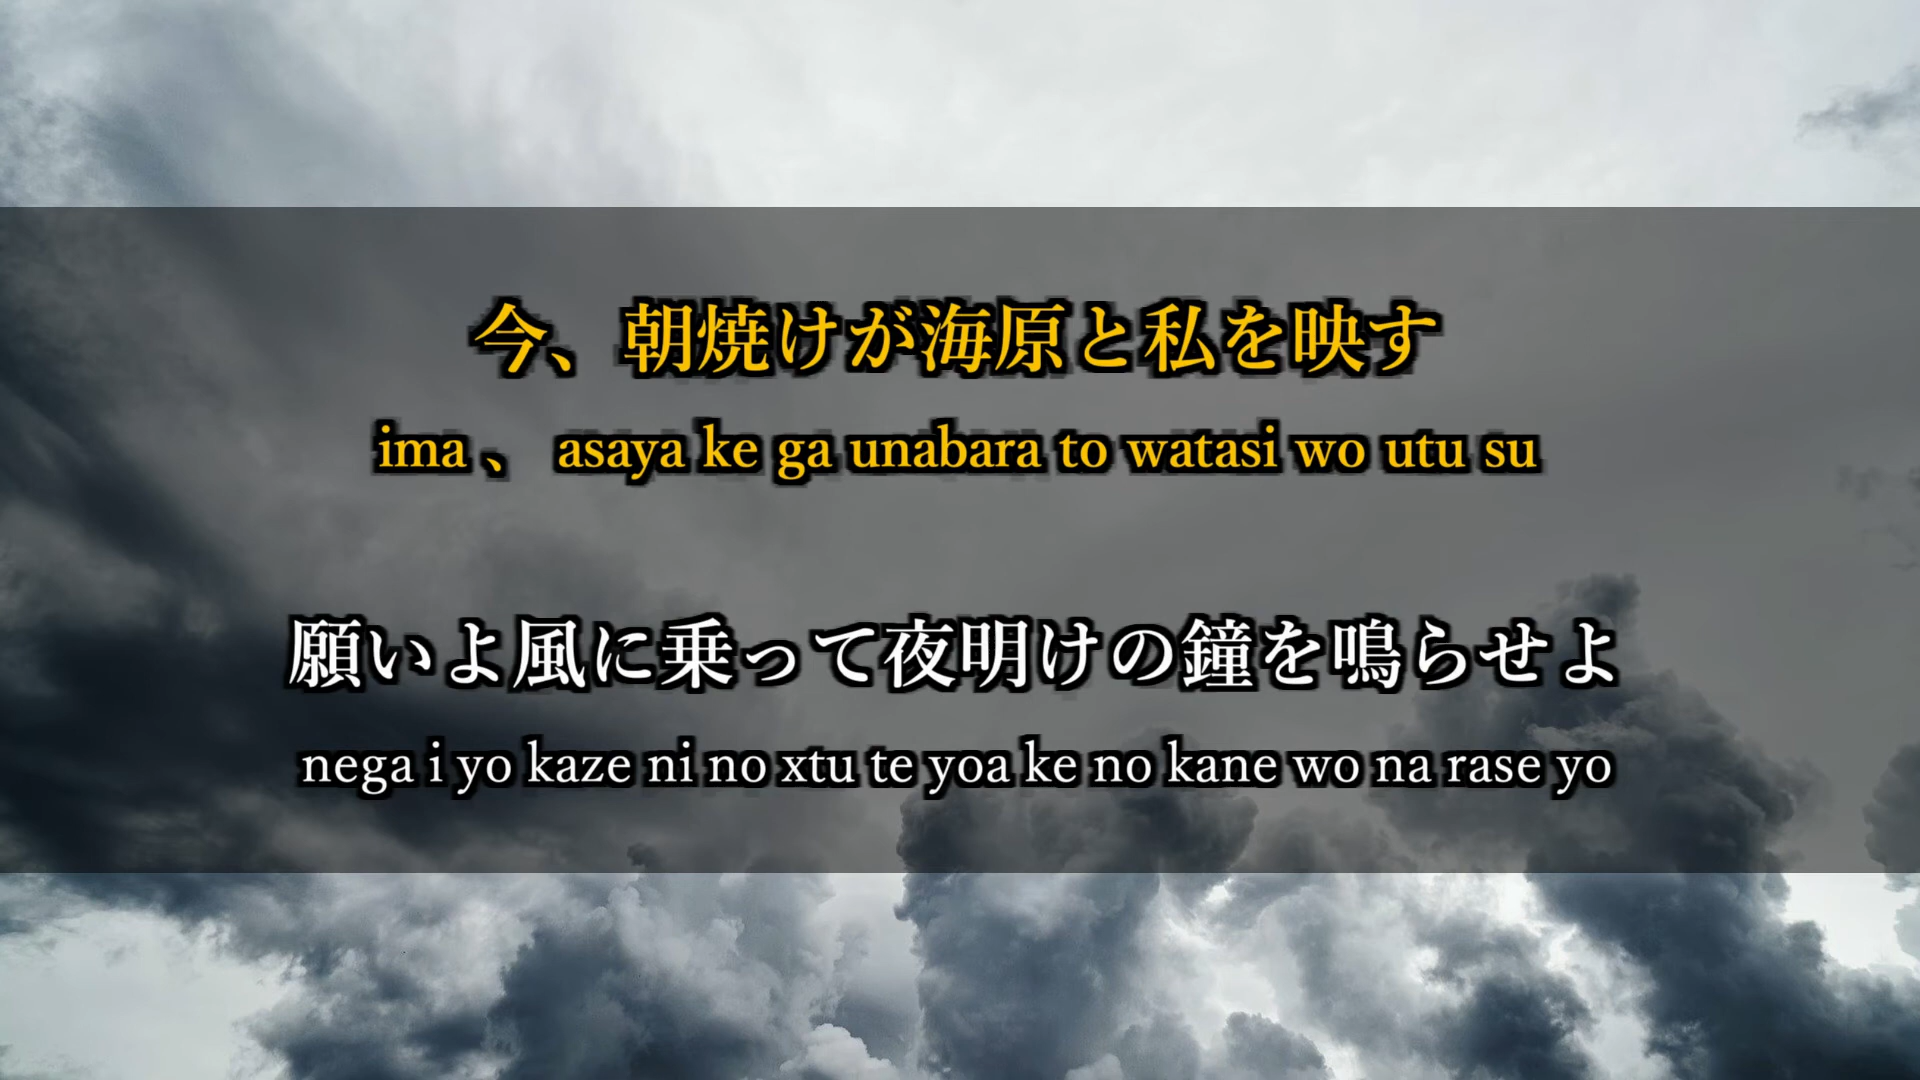 今、朝焼けが海原と私を映す
ima 、 asaya ke ga unabara to watasi wo utu su
願いよ風に乗って夜明けの鐘を鳴らせよ
nega i yo kaze ni no xtu te yoa ke no kane wo na rase yo